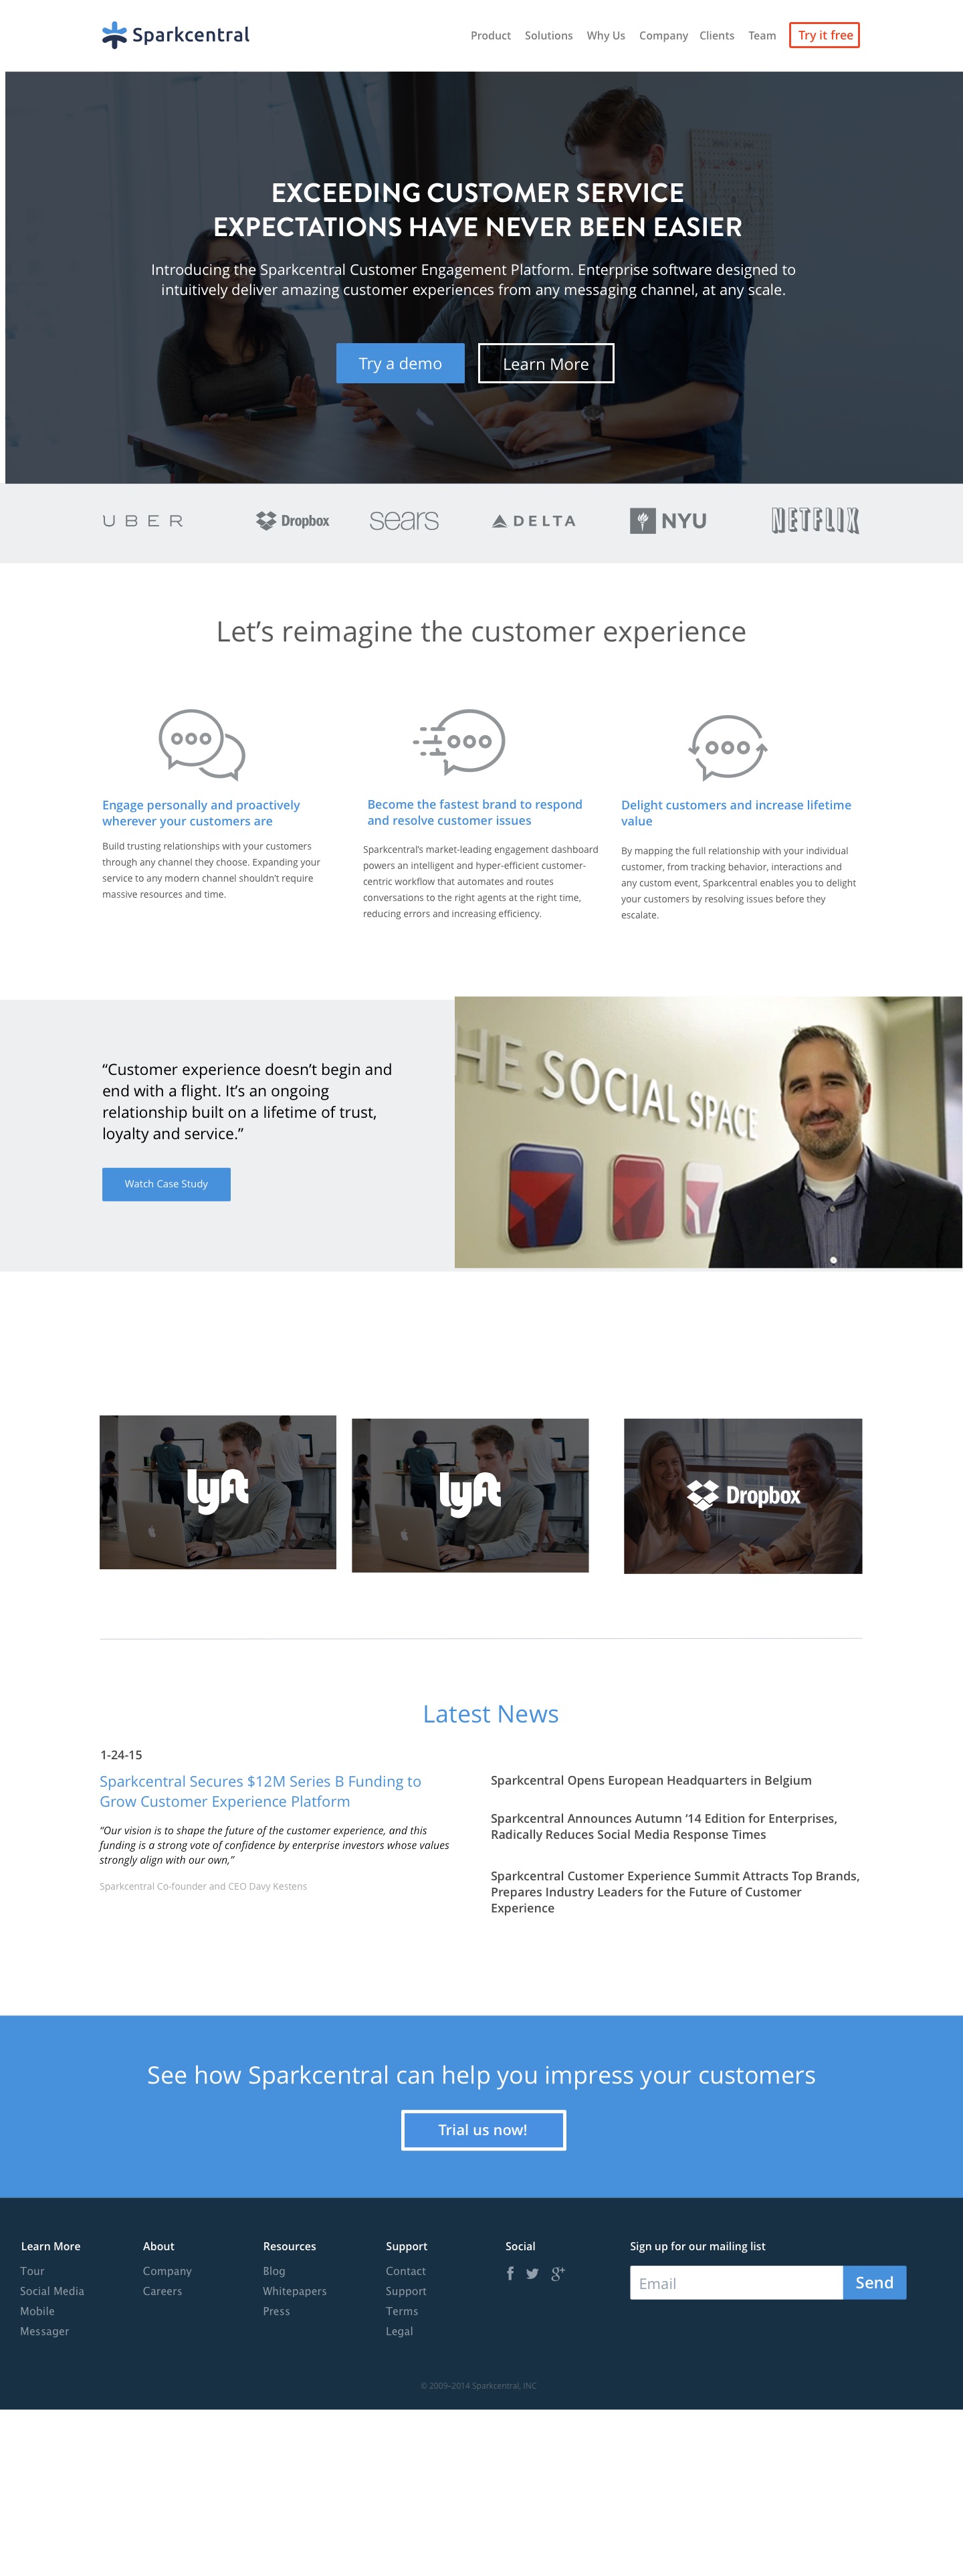 Sparkcentral
Product Solutions Why Us Company Clients Team Try it free
EXCEEDING CUSTOMER SERVICE
EXPECTATIONS HAVE NEVER BEEN EASIER
Introducing the Sparkcentral Customer Engagement Platform. Enterprise software designed to
intuitively deliver amazing customer experiences from any messaging channel, at any scale.
Try a demo Learn More
UBER Dropbox sears DELTA NYU NETFLIX
Let’s reimagine the customer experience
Engage personally and proactively
wherever your customers are
Build trusting relationships with your customers
through any channel they choose. Expanding your
service to any modern channel shouldn’t require
massive resources and time.
Become the fastest brand to respond
and resolve customer issues
Sparkcentral’s market-leading engagement dashboard
powers an intelligent and hyper-efficient customer-
centric workflow that automates and routes
conversations to the right agents at the right time,
reducing errors and increasing efficiency.
Delight customers and increase lifetime
value
By mapping the full relationship with your individual
customer, from tracking behavior, interactions and
any custom event, Sparkcentral enables you to delight
your customers by resolving issues before they
escalate.
“Customer experience doesn’t begin and
end with a flight. It’s an ongoing
relationship built on a lifetime of trust,
loyalty and service.”
Watch Case Study
HE SOCIAL SPACE
lyft lyft Dropbox
Latest News
1-24-15
Sparkcentral Secures $12M Series B Funding to
Grow Customer Experience Platform
“Our vision is to shape the future of the customer experience, and this
funding is a strong vote of confidence by enterprise investors whose values
strongly align with our own,”
Sparkcentral Co-founder and CEO Davy Kestens
Sparkcentral Opens European Headquarters in Belgium
Sparkcentral Announces Autumn ‘14 Edition for Enterprises,
Radically Reduces Social Media Response Times
Sparkcentral Customer Experience Summit Attracts Top Brands,
Prepares Industry Leaders for the Future of Customer
Experience
See how Sparkcentral can help you impress your customers
Trial us now!
Learn More
Tour
Social Media
Mobile
Messager
About
Company
Careers
Resources
Blog
Whitepapers
Press
Support
Contact
Support
Terms
Legal
Social
Sign up for our mailing list
Email Send
© 2009–2014 Sparkcentral, INC